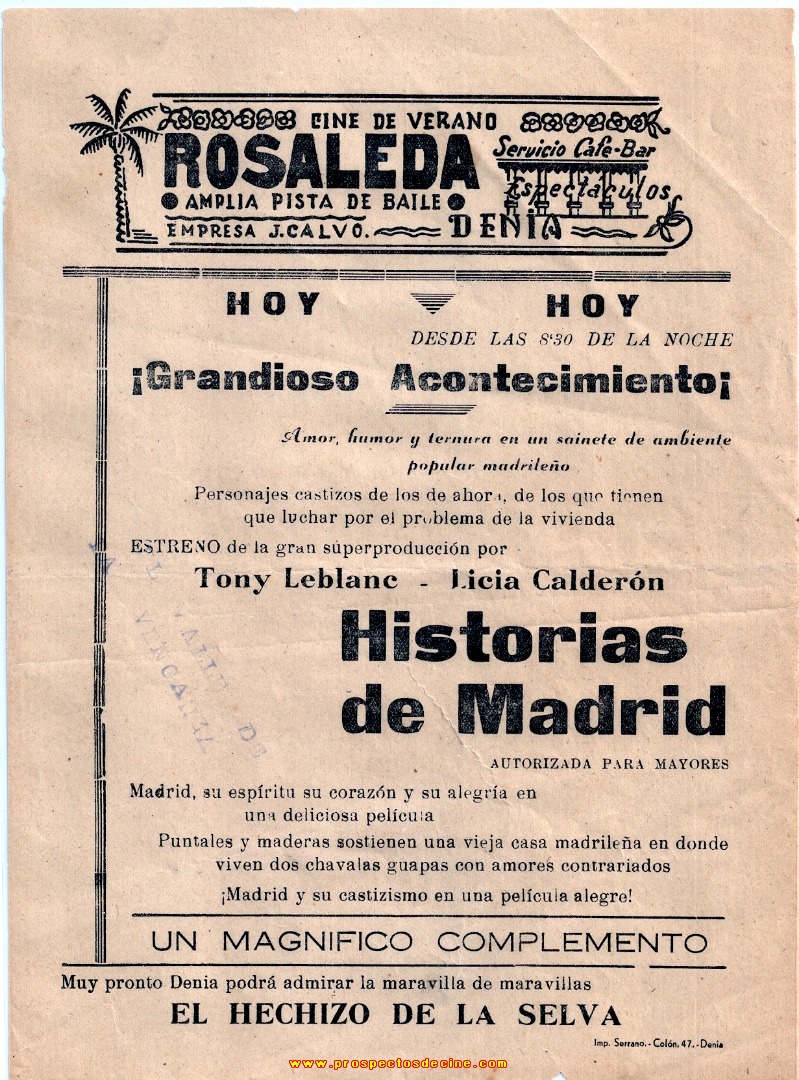 CINE DE VERANO
ROSALEDA
Servicio Cafe-Bar
Espectáculos
AMPLIA PISTA DE BAILE
EMPRESA J. CALVO.
DENIA
HOY HOY
DESDE LAS 8'30 DE LA NOCHE
¡Grandioso Acontecimiento¡
Amor, humor y ternura en un sainete de ambiente
popular madrileño
Personajes castizos de los de ahora, de los que tienen
que luchar por el problema de la vivienda
ESTRENO de la gran superproducción por
Tony Leblanc - Licia Calderón
Historias
de Madrid
AUTORIZADA PARA MAYORES
Madrid, su espíritu su corazón y su alegría en
una deliciosa película
Puntales y maderas sostienen una vieja casa madrileña en donde
viven dos chavalas guapas con amores contrariados
¡Madrid y su castizismo en una película alegre!
UN MAGNIFICO COMPLEMENTO
Muy pronto Denia podrá admirar la maravilla de maravillas
EL HECHIZO DE LA SELVA
Imp. Serrano.-Colón, 47.-Denia
www.prospectosdecine.com